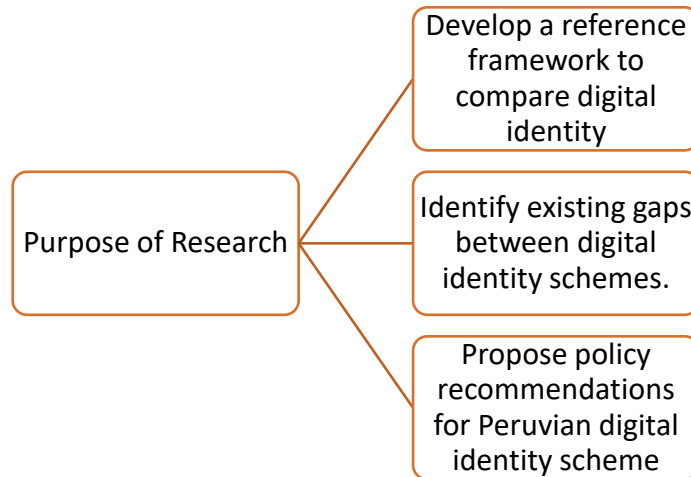 Develop a reference
framework to
compare digital
identity
Purpose of Research
Identify existing gaps
between digital
identity schemes.
Propose policy
recommendations
for Peruvian digital
identity scheme